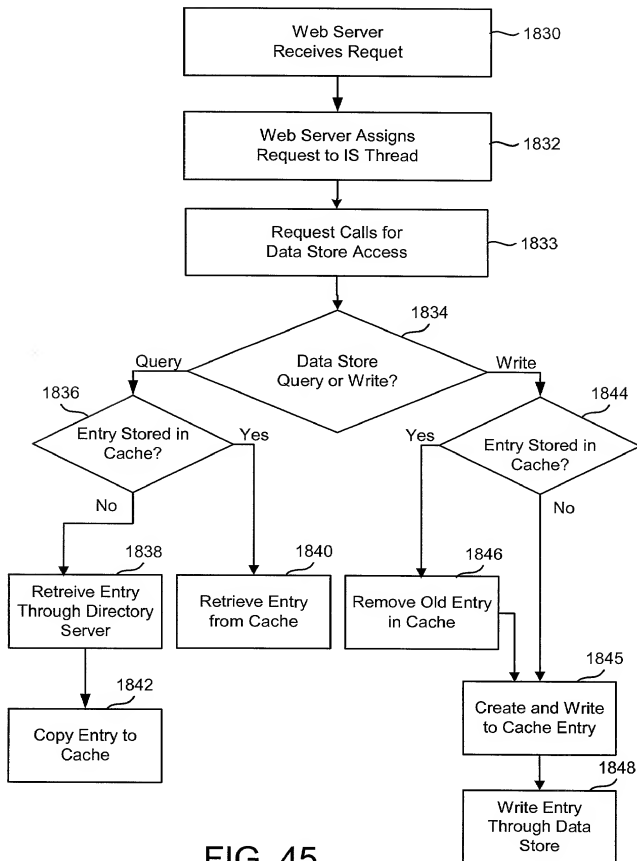 Web Server
Receives Requet
1830
Web Server Assigns
Request to IS Thread
1832
Request Calls for
Data Store Access
1833
1834
Data Store
Query or Write?
Query
Write
1836
Entry Stored in
Cache?
Yes
No
1844
Entry Stored in
Cache?
Yes
No
1838
Retreive Entry
Through Directory
Server
1840
Retrieve Entry
from Cache
1846
Remove Old Entry
in Cache
1842
Copy Entry to
Cache
1845
Create and Write
to Cache Entry
1848
Write Entry
Through Data
Store
FIG. 45